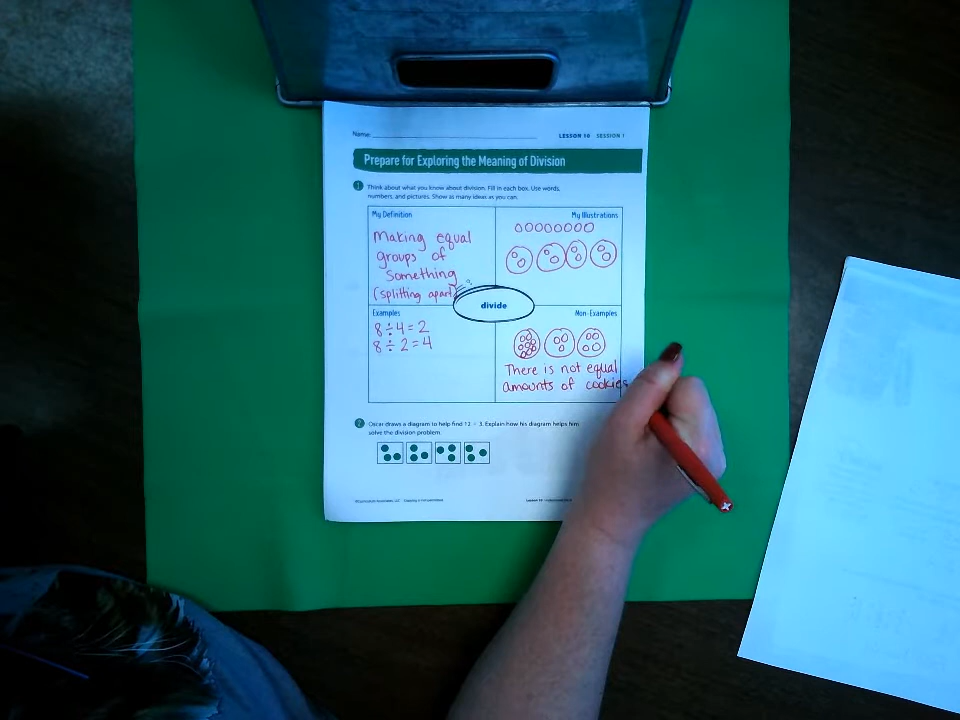 Name:
LESSON 10 SESSION 1
Prepare for Exploring the Meaning of Division
1 Think about what you know about division. Fill in each box. Use words,
numbers, and pictures. Show as many ideas as you can.
My Definition
Making equal
groups of
Something
(splitting apart)
My Illustrations
divide
Examples
8 ÷ 4 = 2
8 ÷ 2 = 4
Non-Examples
There is not equal
amounts of cookies
2 Oscar draws a diagram to help find 12 ÷ 3. Explain how his diagram helps him
solve the division problem.